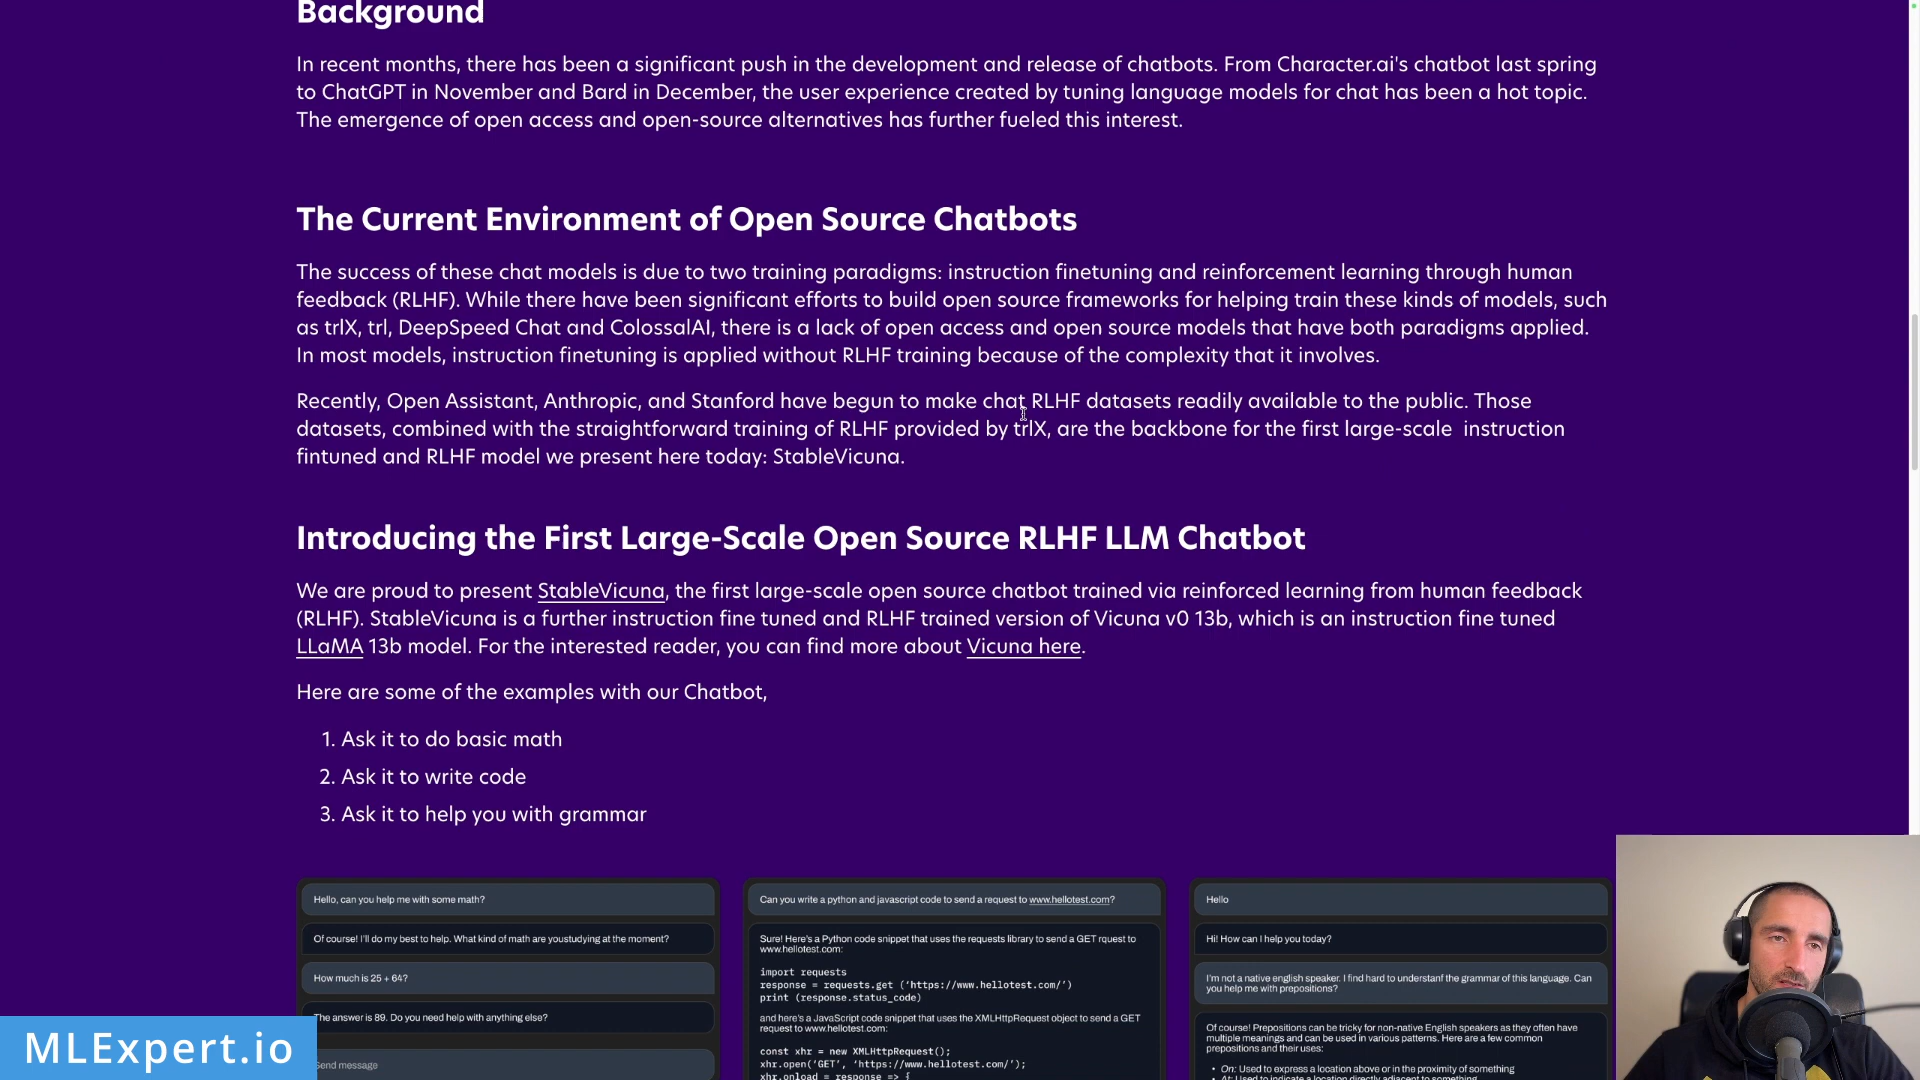 Background
In recent months, there has been a significant push in the development and release of chatbots. From Character.ai's chatbot last spring
to ChatGPT in November and Bard in December, the user experience created by tuning language models for chat has been a hot topic.
The emergence of open access and open-source alternatives has further fueled this interest.
The Current Environment of Open Source Chatbots
The success of these chat models is due to two training paradigms: instruction finetuning and reinforcement learning through human
feedback (RLHF). While there have been significant efforts to build open source frameworks for helping train these kinds of models, such
as trlX, trl, DeepSpeed Chat and ColossalAI, there is a lack of open access and open source models that have both paradigms applied.
In most models, instruction finetuning is applied without RLHF training because of the complexity that it involves.
Recently, Open Assistant, Anthropic, and Stanford have begun to make chat RLHF datasets readily available to the public. Those
datasets, combined with the straightforward training of RLHF provided by trlX, are the backbone for the first large-scale instruction
fintuned and RLHF model we present here today: StableVicuna.
Introducing the First Large-Scale Open Source RLHF LLM Chatbot
We are proud to present StableVicuna, the first large-scale open source chatbot trained via reinforced learning from human feedback
(RLHF). StableVicuna is a further instruction fine tuned and RLHF trained version of Vicuna v0 13b, which is an instruction fine tuned
LLaMA 13b model. For the interested reader, you can find more about Vicuna here.
Here are some of the examples with our Chatbot,
1. Ask it to do basic math
2. Ask it to write code
3. Ask it to help you with grammar
Hello, can you help me with some math?
Of course! I'll do my best to help. What kind of math are youstudying at the moment?
How much is 25 + 64?
The answer is 89. Do you need help with anything else?
Send message
Can you write a python and javascript code to send a request to www.hellotest.com?
Sure! Here's a Python code snippet that uses the requests library to send a GET rquest to
www.hellotest.com:
import requests
response = requests.get ('https://www.hellotest.com/')
print (response.status_code)
and here's a JavaScript code snippet that uses the XMLHttpRequest object to send a GET
request to www.hellotest.com:
const xhr = new XMLHttpRequest();
xhr.open('GET', 'https://www.hellotest.com/');
xhr.onload = response => {
Hello
Hi! How can I help you today?
I'm not a native english speaker. I find hard to understanf the grammar of this language. Can
you help me with prepositions?
Of course! Prepositions can be tricky for non-native English speakers as they often have
multiple meanings and can be used in various patterns. Here are a few common
prepositions and their uses:
• On: Used to express a location above or in the proximity of something
• At: Used to indicate a location directly adjacent to something
MLExpert.io